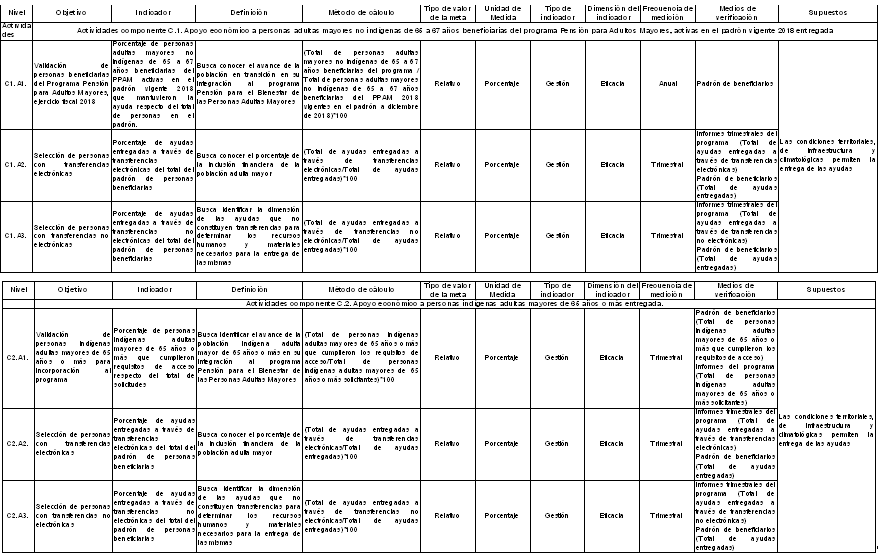 Nivel Objetivo Indicador Definición Método de cálculo Tipo de valor de la meta Unidad de Medida Tipo de indicador Dimensión del indicador Frecuencia de medición Medios de verificación Supuestos
Actividades
Actividades componente C.1. Apoyo económico a personas adultas mayores no indígenas de 65 a 67 años beneficiarias del programa Pensión para Adultos Mayores, activas en el padrón vigente 2018 entregada
C1. A1.
Validación de
personas beneficiarias
del Programa Pensión
para Adultos Mayores,
ejercicio fiscal 2018
Porcentaje de personas
adultas mayores no
indígenas de 65 a 67
años beneficiarias del
PPAM activas en el
padrón vigente 2018
que mantuvieron la
ayuda respecto del total
de personas en el
padrón.
Busca conocer el avance de la
población en transición en su
integración al programa
Pensión para el Bienestar de
las Personas Adultas Mayores
(Total de personas adultas
mayores no indígenas de 65 a 67
años beneficiarias del programa /
Total de personas adultas mayores
no indígenas de 65 a 67 años
beneficiarias del PPAM 2018
vigentes en el padrón a diciembre
de 2018)*100
Relativo Porcentaje Gestión Eficacia Anual Padrón de beneficiarios
C1. A2.
Selección de personas
con transferencias
electrónicas
Porcentaje de ayudas
entregadas a través de
transferencias
electrónicas del total del
padrón de personas
beneficiarias
Busca conocer el porcentaje de
la inclusión financiera de la
población adulta mayor
(Total de ayudas entregadas a
través de transferencias
electrónicas/Total de ayudas
entregadas)*100
Relativo Porcentaje Gestión Eficacia Trimestral
Informes trimestrales del
programa (Total de
ayudas entregadas a
través de transferencias
electrónicas)
Padrón de beneficiarios
(Total de ayudas
entregadas)
Las condiciones territoriales,
de infraestructura y
climatológicas permiten la
entrega de las ayudas
C1. A3.
Selección de personas
con transferencias no
electrónicas
Porcentaje de ayudas
entregadas a través de
transferencias no
electrónicas del total del
padrón de personas
beneficiarias
Busca identificar la dimensión
de las ayudas que no
constituyen transferencias para
determinar los recursos
humanos y materiales
necesarios para la entrega de
las mismas
(Total de ayudas entregadas a
través de transferencias no
electrónicas/Total de ayudas
entregadas)*100
Relativo Porcentaje Gestión Eficacia Trimestral
Informes trimestrales del
programa (Total de
ayudas entregadas a
través de transferencias
no electrónicas)
Padrón de beneficiarios
(Total de ayudas
entregadas)
Nivel Objetivo Indicador Definición Método de cálculo Tipo de valor de la meta Unidad de Medida Tipo de indicador Dimensión del indicador Frecuencia de medición Medios de verificación Supuestos
Actividades componente C.2. Apoyo económico a personas indígenas adultas mayores de 65 años o más entregada.
C2.A1.
Validación de
personas indígenas
adultas mayores de 65
años o más para
incorporación al
programa
Porcentaje de personas
indígenas adultas
mayores de 65 años o
más que cumplieron
requisitos de acceso
respecto del total de
solicitudes
Busca identificar el avance de la
población indígena adulta
mayor de 65 años o más en su
integración al programa
Pensión para el Bienestar de
las Personas Adultas Mayores
(Total de personas indígenas
adultas mayores de 65 años o más
que cumplieron los requisitos de
acceso/Total de personas
indígenas adultas mayores de 65
años o más solicitantes)*100
Relativo Porcentaje Gestión Eficacia Trimestral
Padrón de beneficiarios
(Total de personas
indígenas adultas
mayores de 65 años o
más que cumplieron los
requisitos de acceso)
Informes del programa
(Total de personas
indígenas adultas
mayores de 65 años o
más solicitantes)
C2.A2.
Selección de personas
con transferencias
electrónicas
Porcentaje de ayudas
entregadas a través de
transferencias
electrónicas del total del
padrón de personas
beneficiarias
Busca conocer el porcentaje de
la inclusión financiera de la
población adulta mayor
(Total de ayudas entregadas a
través de transferencias
electrónicas/Total de ayudas
entregadas)*100
Relativo Porcentaje Gestión Eficacia Trimestral
Informes trimestrales del
programa (Total de
ayudas entregadas a
través de transferencias
electrónicas)
Padrón de beneficiarios
(Total de ayudas
entregadas)
Las condiciones territoriales,
de infraestructura y
climatológicas permiten la
entrega de las ayudas
C2.A3.
Selección de personas
con transferencias no
electrónicas
Porcentaje de ayudas
entregadas a través de
transferencias no
electrónicas del total del
padrón de personas
beneficiarias
Busca identificar la dimensión
de las ayudas que no
constituyen transferencias para
determinar los recursos
humanos y materiales
necesarios para la entrega de
las mismas
(Total de ayudas entregadas a
través de transferencias no
electrónicas/Total de ayudas
entregadas)*100
Relativo Porcentaje Gestión Eficacia Trimestral
Informes trimestrales del
programa (Total de
ayudas entregadas a
través de transferencias
no electrónicas)
Padrón de beneficiarios
(Total de ayudas
entregadas)